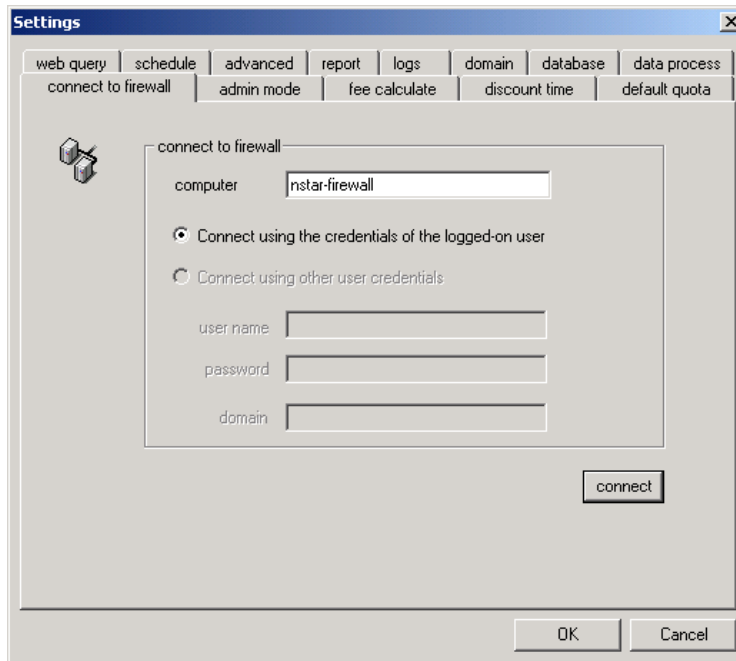 Settings
web query schedule advanced report logs domain database data process
connect to firewall admin mode fee calculate discount time default quota
connect to firewall
computer nstar-firewall
Connect using the credentials of the logged-on user
Connect using other user credentials
user name
password
domain
connect
OK Cancel